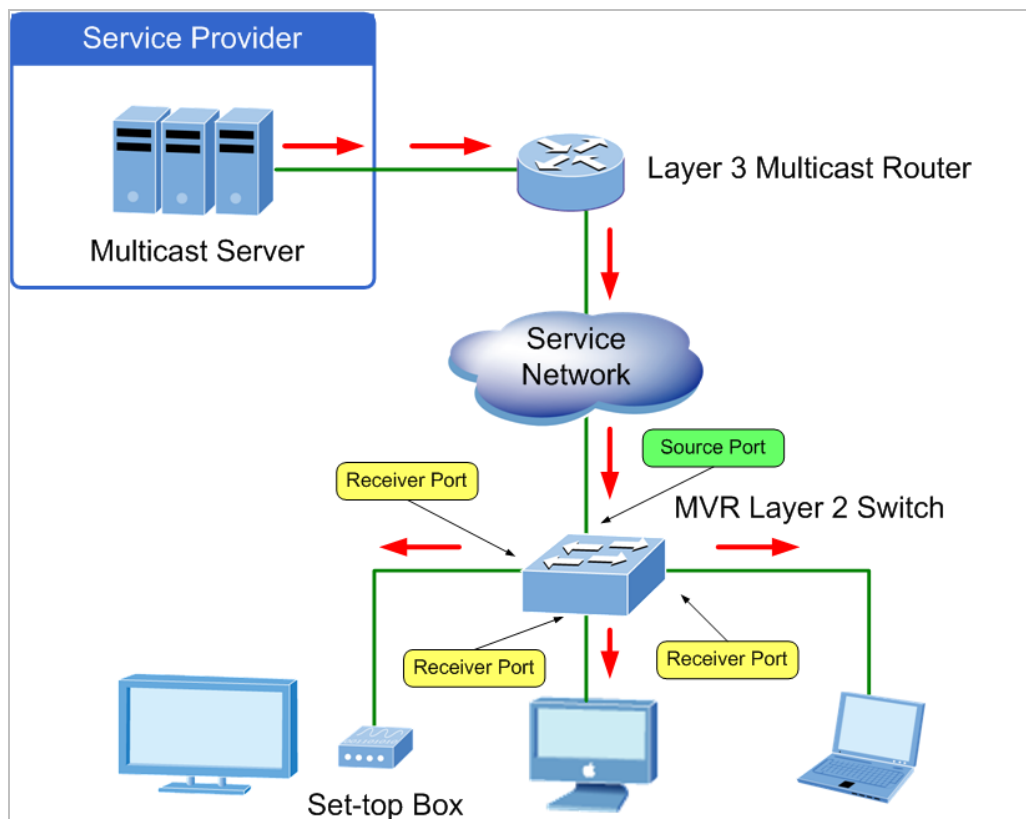 Service Provider
Multicast Server
Layer 3 Multicast Router
Service
Network
Source Port
Receiver Port
MVR Layer 2 Switch
Receiver Port
Receiver Port
Set-top Box